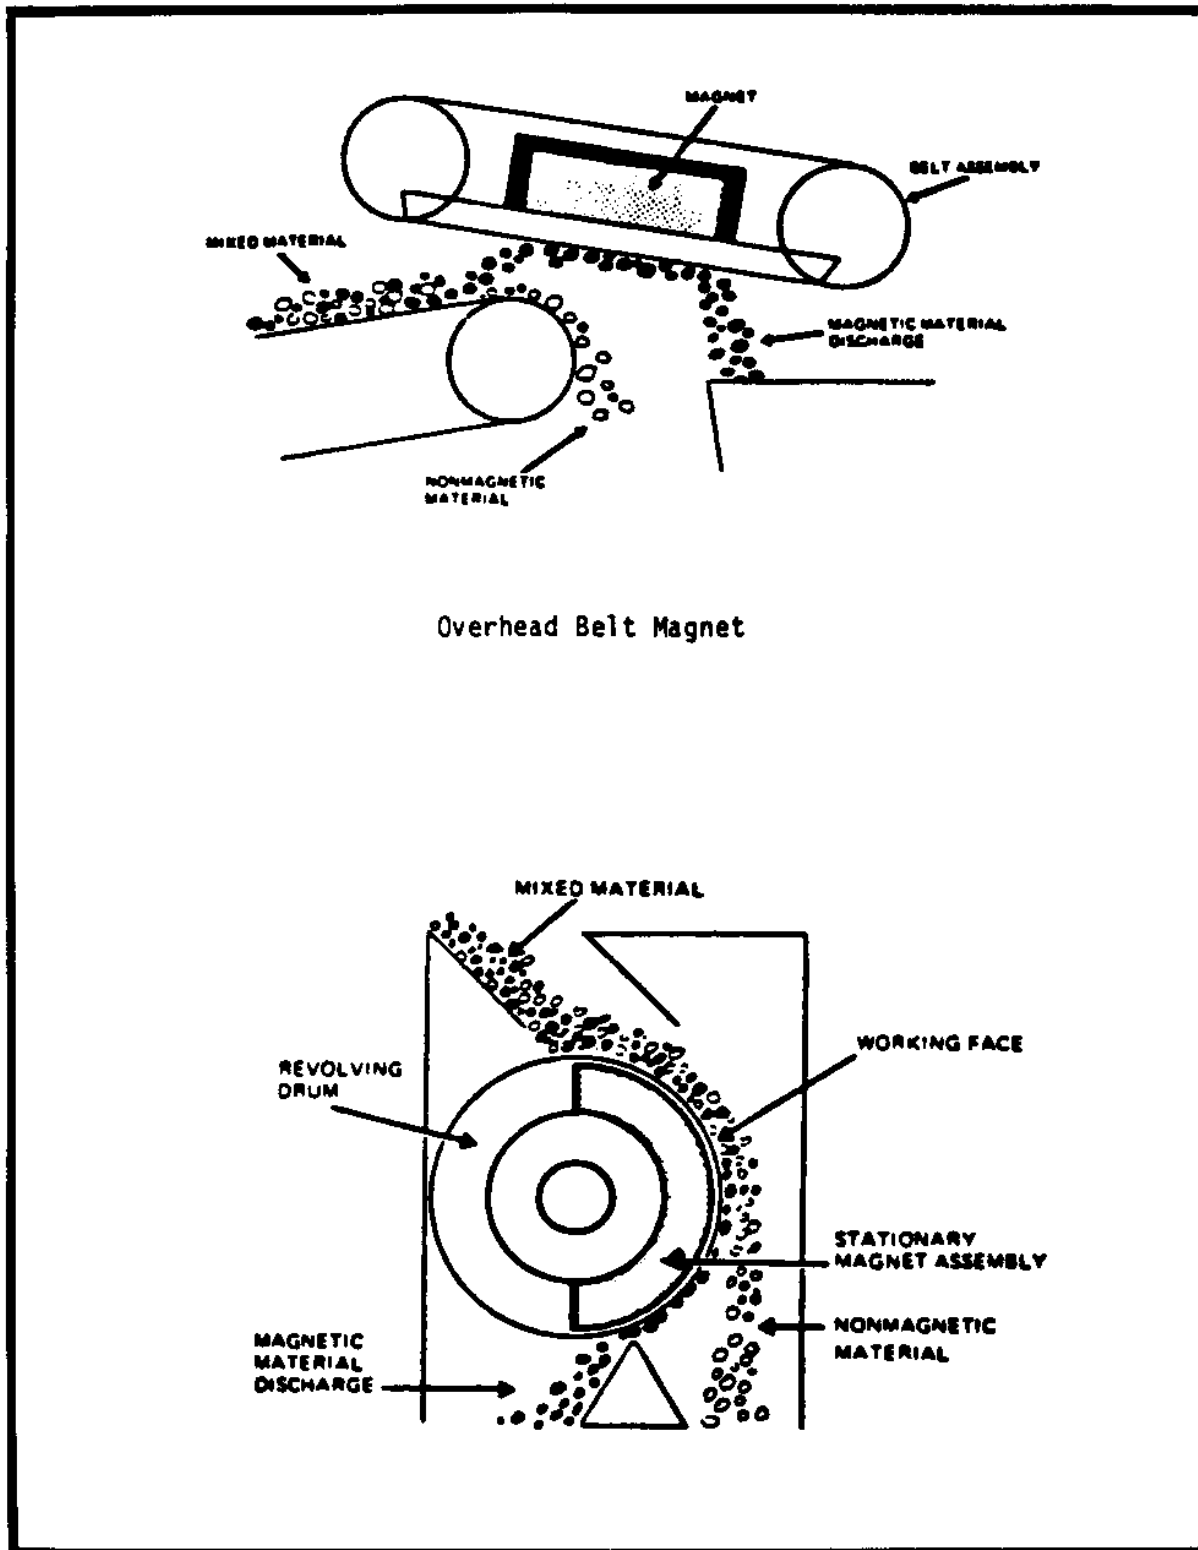 MAGNET
BELT ASSEMBLY
MIXED MATERIAL
MAGNETIC MATERIAL
DISCHARGE
NONMAGNETIC
MATERIAL
Overhead Belt Magnet
MIXED MATERIAL
WORKING FACE
REVOLVING
DRUM
STATIONARY
MAGNET ASSEMBLY
NONMAGNETIC
MATERIAL
MAGNETIC
MATERIAL
DISCHARGE